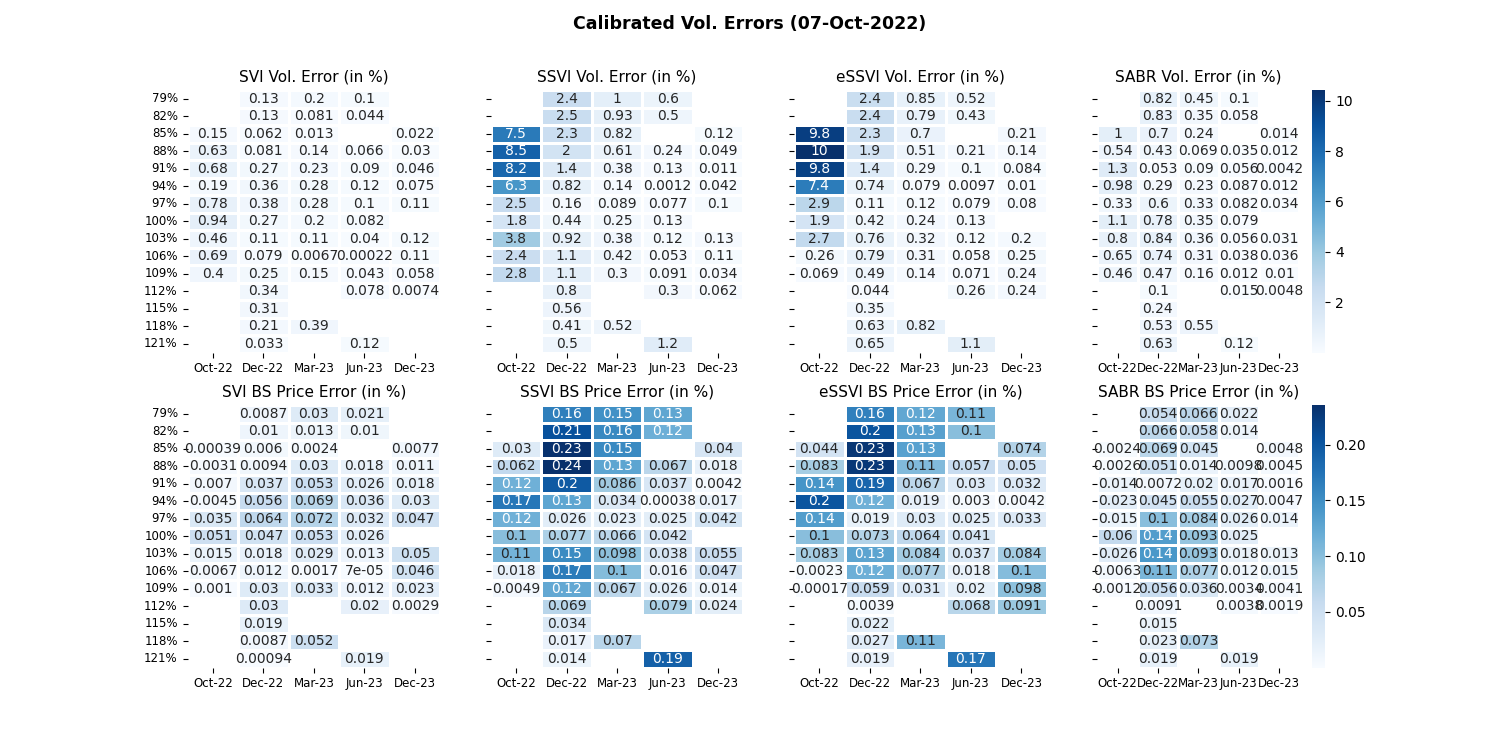 Calibrated Vol. Errors (07-Oct-2022)
SVI Vol. Error (in %) SSVI Vol. Error (in %) eSSVI Vol. Error (in %) SABR Vol. Error (in %)
79% 0.13 0.2 0.1 2.4 1 0.6 2.4 0.85 0.52 0.82 0.45 0.1 10
82% 0.13 0.081 0.044 2.5 0.93 0.5 2.4 0.79 0.43 0.83 0.35 0.058
85% 0.15 0.062 0.013 0.022 7.5 2.3 0.82 0.12 9.8 2.3 0.7 0.21 1 0.7 0.24 0.014
88% 0.63 0.081 0.14 0.066 0.03 8.5 2 0.61 0.24 0.049 10 1.9 0.51 0.21 0.14 0.54 0.43 0.069 0.035 0.012 8
91% 0.68 0.27 0.23 0.09 0.046 8.2 1.4 0.38 0.13 0.011 9.8 1.4 0.29 0.1 0.084 1.3 0.053 0.09 0.056 0.0042
94% 0.19 0.36 0.28 0.12 0.075 6.3 0.82 0.14 0.0012 0.042 7.4 0.74 0.079 0.0097 0.01 0.98 0.29 0.23 0.087 0.012
97% 0.78 0.38 0.28 0.1 0.11 2.5 0.16 0.089 0.077 0.1 2.9 0.11 0.12 0.079 0.08 0.33 0.6 0.33 0.082 0.034 6
100% 0.94 0.27 0.2 0.082 1.8 0.44 0.25 0.13 1.9 0.42 0.24 0.13 1.1 0.78 0.35 0.079
103% 0.46 0.11 0.11 0.04 0.12 3.8 0.92 0.38 0.12 0.13 2.7 0.76 0.32 0.12 0.2 0.8 0.84 0.36 0.056 0.031
106% 0.69 0.079 0.0067 0.00022 0.11 2.4 1.1 0.42 0.053 0.11 0.26 0.79 0.31 0.058 0.25 0.65 0.74 0.31 0.038 0.036 4
109% 0.4 0.25 0.15 0.043 0.058 2.8 1.1 0.3 0.091 0.034 0.069 0.49 0.14 0.071 0.24 0.46 0.47 0.16 0.012 0.01
112% 0.34 0.078 0.0074 0.8 0.3 0.062 0.044 0.26 0.24 0.1 0.015 0.0048
115% 0.31 0.56 0.35 0.24 2
118% 0.21 0.39 0.41 0.52 0.63 0.82 0.53 0.55
121% 0.033 0.12 0.5 1.2 0.65 1.1 0.63 0.12
Oct-22 Dec-22 Mar-23 Jun-23 Dec-23 Oct-22 Dec-22 Mar-23 Jun-23 Dec-23 Oct-22 Dec-22 Mar-23 Jun-23 Dec-23 Oct-22 Dec-22 Mar-23 Jun-23 Dec-23
SVI BS Price Error (in %) SSVI BS Price Error (in %) eSSVI BS Price Error (in %) SABR BS Price Error (in %)
79% 0.0087 0.03 0.021 0.16 0.15 0.13 0.16 0.12 0.11 0.054 0.066 0.022
82% 0.01 0.013 0.01 0.21 0.16 0.12 0.2 0.13 0.1 0.066 0.058 0.014
85% 0.00039 0.006 0.0024 0.0077 0.03 0.23 0.15 0.04 0.044 0.23 0.13 0.074 0.0024 0.069 0.045 0.0048 0.20
88% 0.0031 0.0094 0.03 0.018 0.011 0.062 0.24 0.13 0.067 0.018 0.083 0.23 0.11 0.057 0.05 0.0026 0.051 0.014 0.0098 0.0045
91% 0.007 0.037 0.053 0.026 0.018 0.12 0.2 0.086 0.037 0.0042 0.14 0.19 0.067 0.03 0.032 0.014 0.0072 0.02 0.017 0.0016
94% 0.0045 0.056 0.069 0.036 0.03 0.17 0.13 0.034 0.00038 0.017 0.2 0.12 0.019 0.003 0.0042 0.023 0.045 0.055 0.027 0.0047 0.15
97% 0.035 0.064 0.072 0.032 0.047 0.12 0.026 0.023 0.025 0.042 0.14 0.019 0.03 0.025 0.033 0.015 0.1 0.084 0.026 0.014
100% 0.051 0.047 0.053 0.026 0.1 0.077 0.066 0.042 0.1 0.073 0.064 0.041 0.06 0.14 0.093 0.025
103% 0.015 0.018 0.029 0.013 0.05 0.11 0.15 0.098 0.038 0.055 0.083 0.13 0.084 0.037 0.084 0.026 0.14 0.093 0.018 0.013 0.10
106% 0.0067 0.012 0.0017 7e-05 0.046 0.018 0.17 0.1 0.016 0.047 0.0023 0.12 0.077 0.018 0.1 0.0063 0.11 0.077 0.012 0.015
109% 0.001 0.03 0.033 0.012 0.023 0.0049 0.12 0.067 0.026 0.014 0.00017 0.059 0.031 0.02 0.098 0.0012 0.056 0.036 0.0034 0.0041
112% 0.03 0.02 0.0029 0.069 0.079 0.024 0.0039 0.068 0.091 0.0091 0.0038 0.0019 0.05
115% 0.019 0.034 0.022 0.015
118% 0.0087 0.052 0.017 0.07 0.027 0.11 0.023 0.073
121% 0.00094 0.019 0.014 0.19 0.019 0.17 0.019 0.019
Oct-22 Dec-22 Mar-23 Jun-23 Dec-23 Oct-22 Dec-22 Mar-23 Jun-23 Dec-23 Oct-22 Dec-22 Mar-23 Jun-23 Dec-23 Oct-22 Dec-22 Mar-23 Jun-23 Dec-23